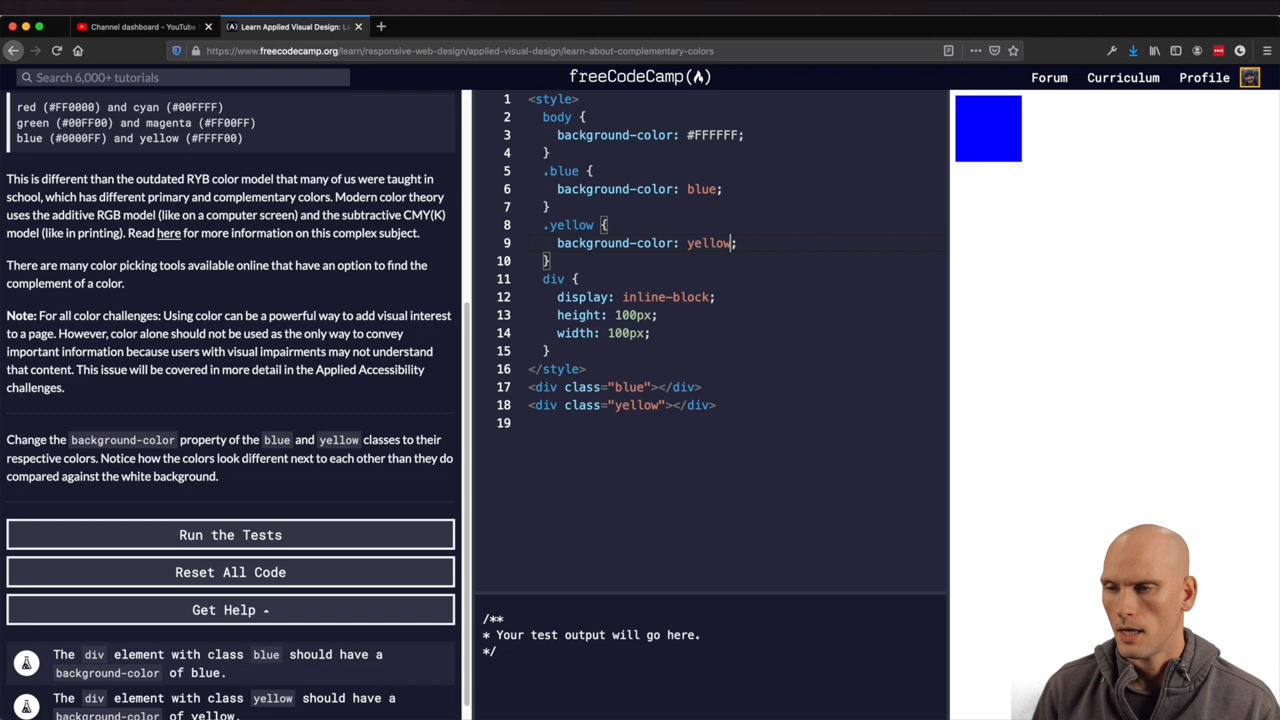 Channel dashboard - YouTube
Learn Applied Visual Design: L
https://www.freecodecamp.org/learn/responsive-web-design/applied-visual-design/learn-about-complementary-colors
Search 6,000+ tutorials
freeCodeCamp
Forum
Curriculum
Profile
red (#FF0000) and cyan (#00FFFF)
green (#00FF00) and magenta (#FF00FF)
blue (#0000FF) and yellow (#FFFF00)
This is different than the outdated RYB color model that many of us were taught in
school, which has different primary and complementary colors. Modern color theory
uses the additive RGB model (like on a computer screen) and the subtractive CMY(K)
model (like in printing). Read here for more information on this complex subject.
There are many color picking tools available online that have an option to find the
complement of a color.
Note: For all color challenges: Using color can be a powerful way to add visual interest
to a page. However, color alone should not be used as the only way to convey
important information because users with visual impairments may not understand
that content. This issue will be covered in more detail in the Applied Accessibility
challenges.
Change the background-color property of the blue and yellow classes to their
respective colors. Notice how the colors look different next to each other than they do
compared against the white background.
Run the Tests
Reset All Code
Get Help
The div element with class blue should have a
background-color of blue.
The div element with class yellow should have a
background-color of yellow.
1 <style>
2 body {
3 background-color: #FFFFFF;
4 }
5 .blue {
6 background-color: blue;
7 }
8 .yellow {
9 background-color: yellow;
10 }
11 div {
12 display: inline-block;
13 height: 100px;
14 width: 100px;
15 }
16 </style>
17 <div class="blue"></div>
18 <div class="yellow"></div>
19
/**
* Your test output will go here.
*/